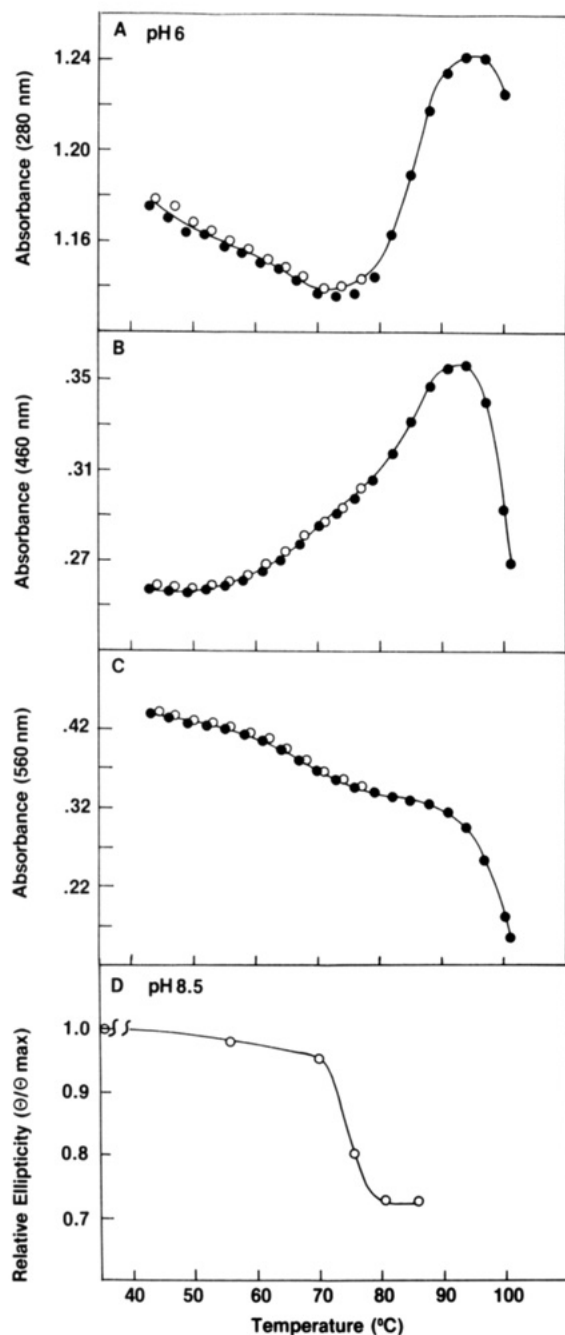 A pH 6
1.24
1.20
1.16
Absorbance (280 nm)
B
.35
.31
.27
Absorbance (460 nm)
C
.42
.32
.22
Absorbance (560 nm)
D pH 8.5
1.0
0.9
0.8
0.7
Relative Ellipticity (Θ/Θ max)
40 50 60 70 80 90 100
Temperature (°C)